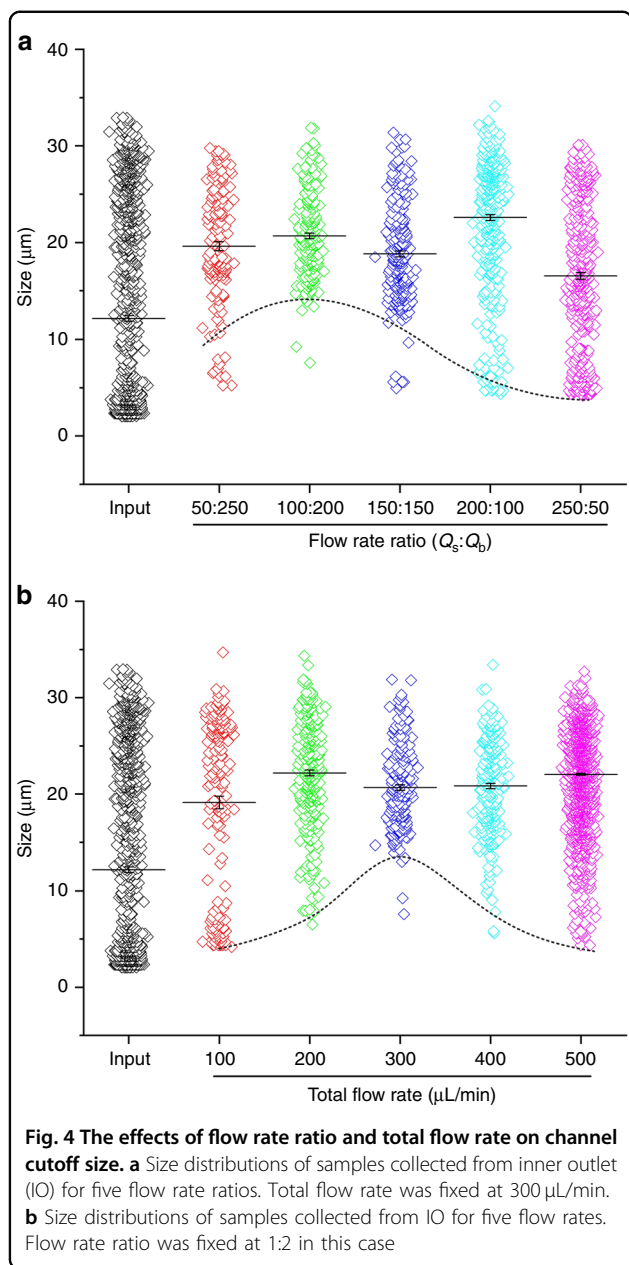 a
40
30
Size (μm)
20
10
0
Input 50:250 100:200 150:150 200:100 250:50
Flow rate ratio (Qs:Qb)
b
40
30
Size (μm)
20
10
0
Input 100 200 300 400 500
Total flow rate (μL/min)
Fig. 4 The effects of flow rate ratio and total flow rate on channel
cutoff size. a Size distributions of samples collected from inner outlet
(IO) for five flow rate ratios. Total flow rate was fixed at 300 μL/min.
b Size distributions of samples collected from IO for five flow rates.
Flow rate ratio was fixed at 1:2 in this case